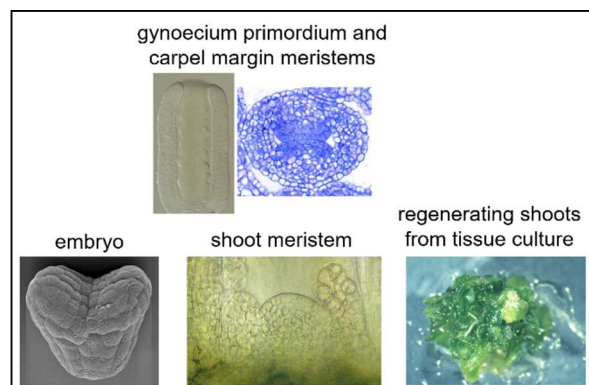 gynoecium primordium and
carpel margin meristems
embryo
shoot meristem
regenerating shoots
from tissue culture